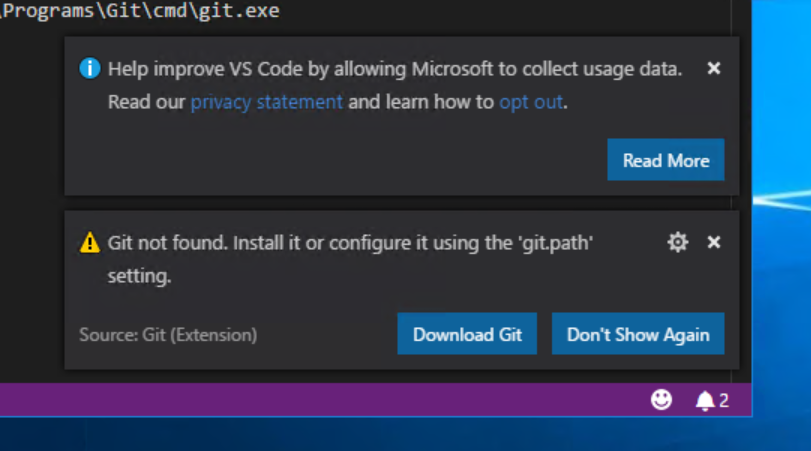 \Programs\Git\cmd\git.exe
Help improve VS Code by allowing Microsoft to collect usage data.
Read our privacy statement and learn how to opt out.
Read More
Git not found. Install it or configure it using the 'git.path'
setting.
Source: Git (Extension)
Download Git
Don't Show Again
2